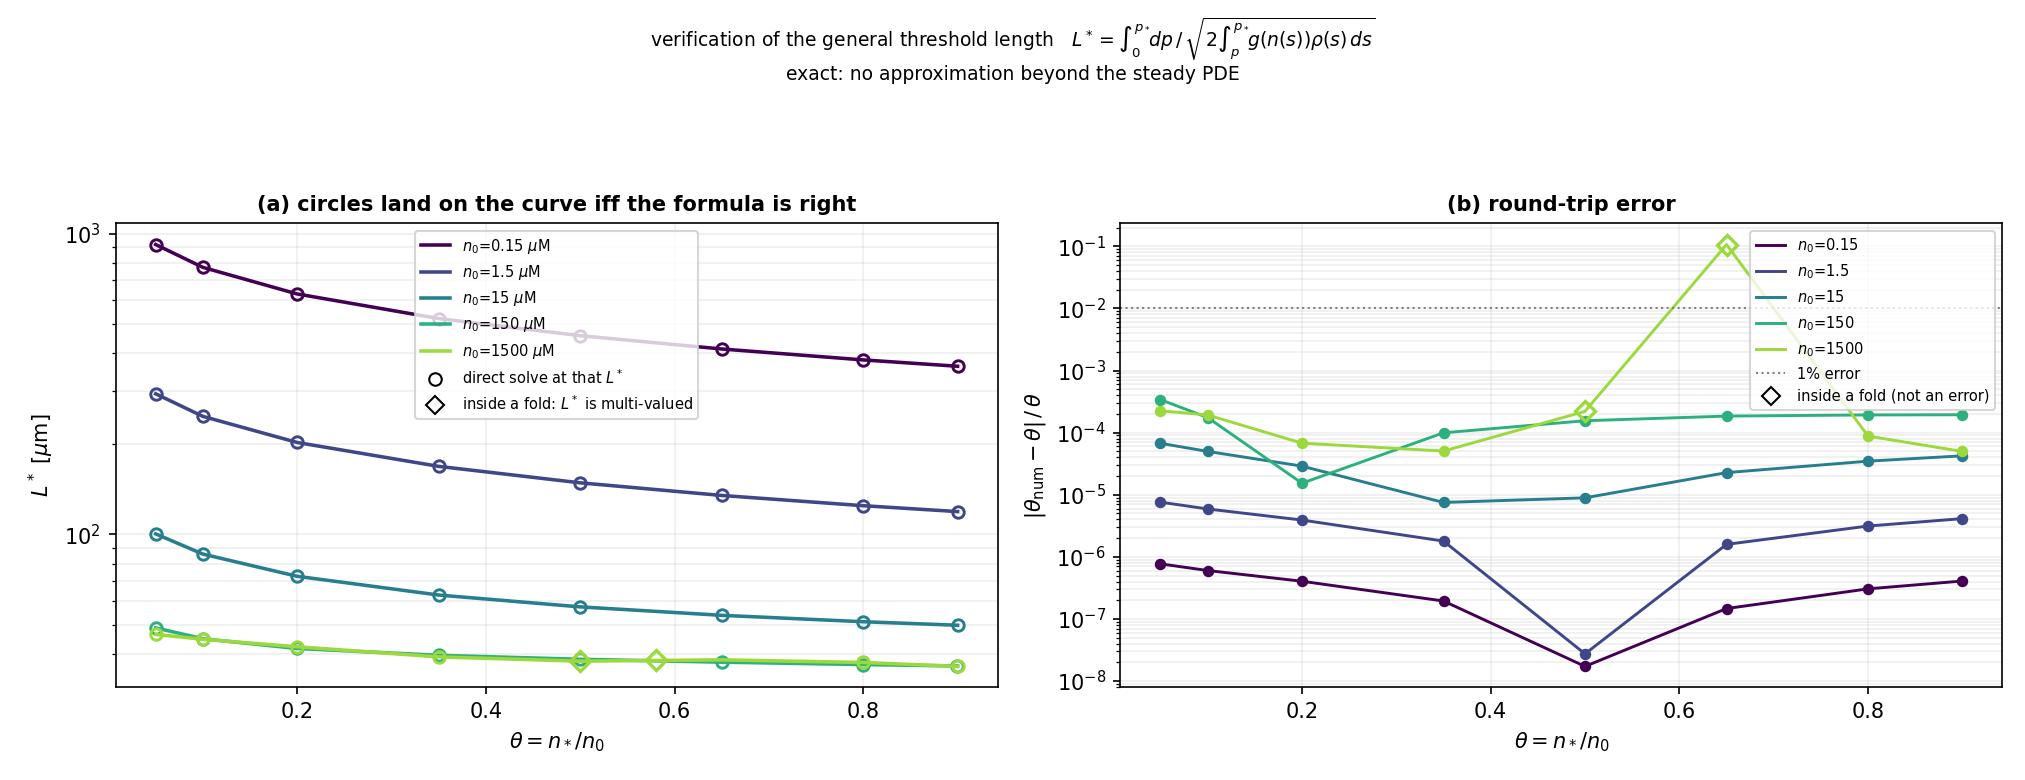 verification of the general threshold length L* = ∫₀^{p*} dp / √(2∫ₚ^{p*} g(n(s))ρ(s) ds)
exact: no approximation beyond the steady PDE
(a) circles land on the curve iff the formula is right
10³
10²
L* [μm]
n₀=0.15 μM
n₀=1.5 μM
n₀=15 μM
n₀=150 μM
n₀=1500 μM
direct solve at that L*
inside a fold: L* is multi-valued
0.2 0.4 0.6 0.8
θ = n*/n₀
(b) round-trip error
10⁻¹
10⁻²
10⁻³
10⁻⁴
10⁻⁵
10⁻⁶
10⁻⁷
10⁻⁸
|θnum − θ| / θ
n₀=0.15
n₀=1.5
n₀=15
n₀=150
n₀=1500
1% error
inside a fold (not an error)
0.2 0.4 0.6 0.8
θ = n*/n₀